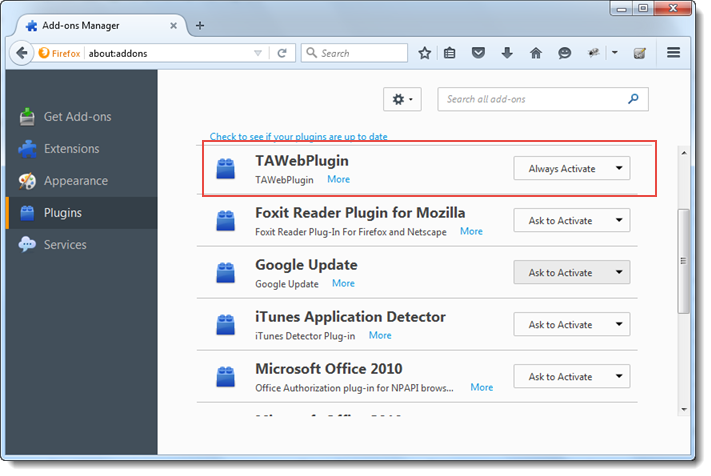 Add-ons Manager
Firefox about:addons Search
Search all add-ons
Get Add-ons
Extensions
Appearance
Plugins
Services
Check to see if your plugins are up to date
TAWebPlugin
TAWebPlugin More
Always Activate
Foxit Reader Plugin for Mozilla
Foxit Reader Plug-In For Firefox and Netscape More
Ask to Activate
Google Update
Google Update More
Ask to Activate
iTunes Application Detector
iTunes Detector Plug-in More
Ask to Activate
Microsoft Office 2010
Office Authorization plug-in for NPAPI brows... More
Ask to Activate